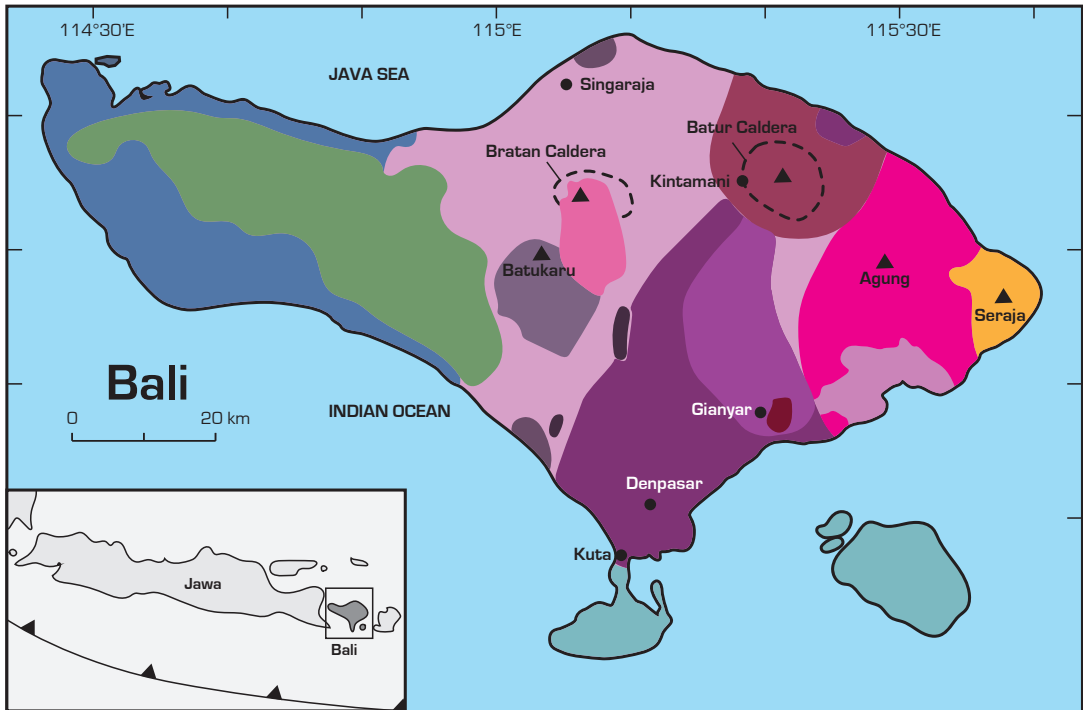 114°30'E
115°E
115°30'E
JAVA SEA
Singaraja
Batur Caldera
Bratan Caldera
Kintamani
Batukaru
Agung
Seraja
Bali
0 20 km
INDIAN OCEAN
Gianyar
Denpasar
Kuta
Jawa
Bali